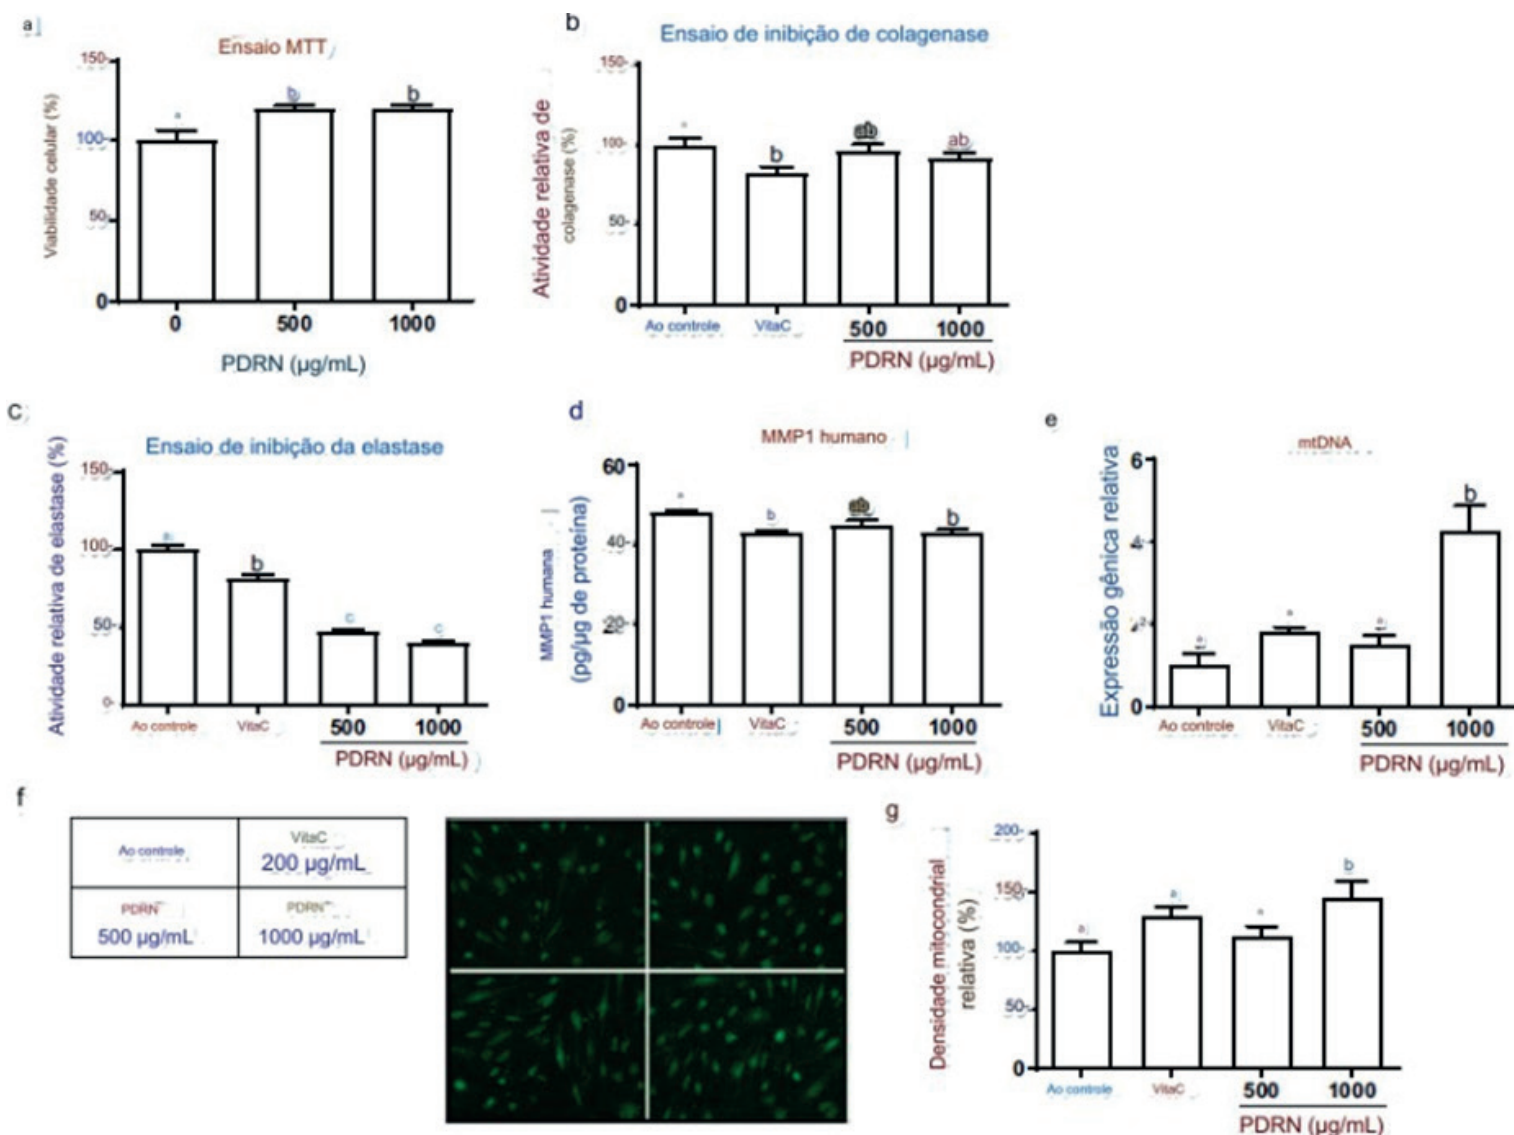 a
Ensaio MTT
Viabilidade celular (%)
150
b
b
a
100
50
0
0
500
1000
PDRN (µg/mL)
b
Ensaio de inibição de colagenase
Atividade relativa de
colagenase (%)
150
b
ab
ab
100
50
0
Ao controle
VitaC
500
1000
PDRN (µg/mL)
c
Ensaio de inibição da elastase
Atividade relativa de elastase (%)
150
a
b
c
c
100
50
0
Ao controle
VitaC
500
1000
PDRN (µg/mL)
d
MMP1 humano
MMP1 humana
(pg/µg de proteína)
60
a
b
ab
b
40
20
0
Ao controle
VitaC
500
1000
PDRN (µg/mL)
e
mtDNA
Expressão gênica relativa
6
b
4
a
a
a
2
0
Ao controle
VitaC
500
1000
PDRN (µg/mL)
f
Ao controle
VitaC
200 µg/mL
PDRN
500 µg/mL
PDRN
1000 µg/mL
g
Densidade mitocondrial
relativa (%)
200
b
150
a
a
100
50
0
Ao controle
VitaC
500
1000
PDRN (µg/mL)